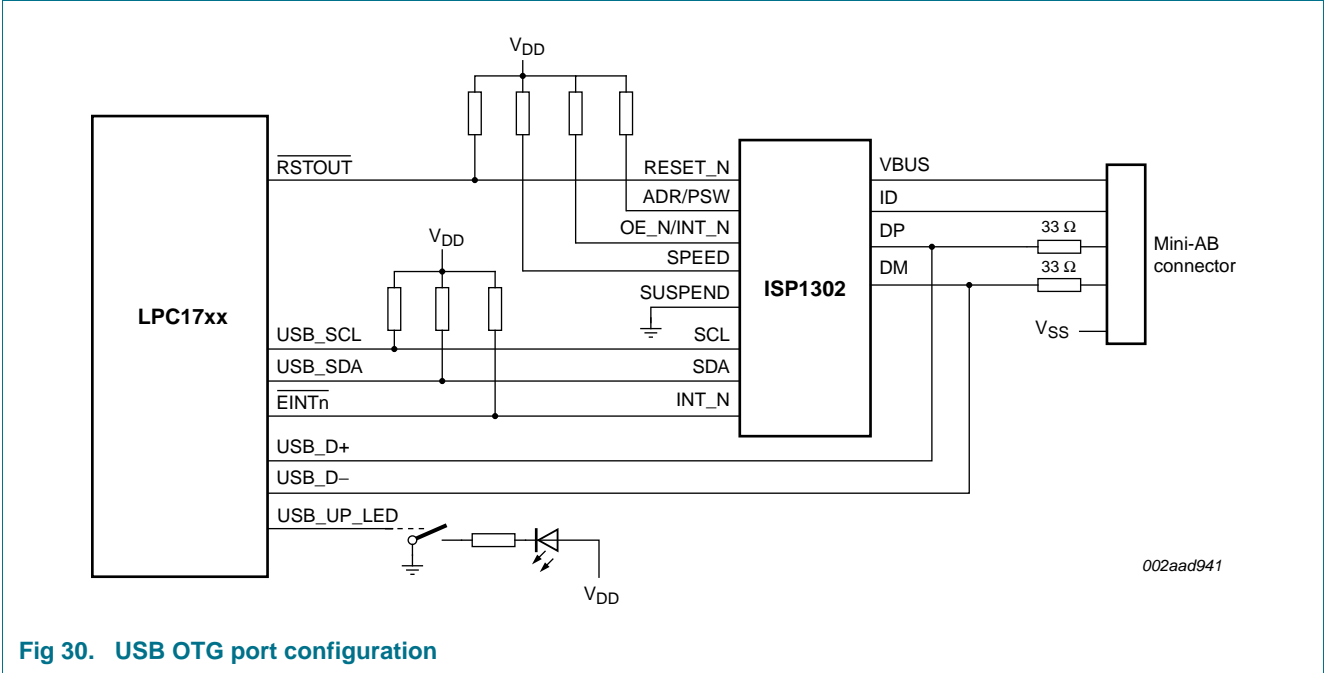 VDD
RSTOUT
RESET_N
VBUS
ADR/PSW
ID
OE_N/INT_N
DP
33 Ω
Mini-AB
connector
VDD
SPEED
DM
33 Ω
LPC17xx
SUSPEND
ISP1302
VSS
USB_SCL
SCL
USB_SDA
SDA
EINTn
INT_N
USB_D+
USB_D−
USB_UP_LED
VDD
002aad941
Fig 30. USB OTG port configuration